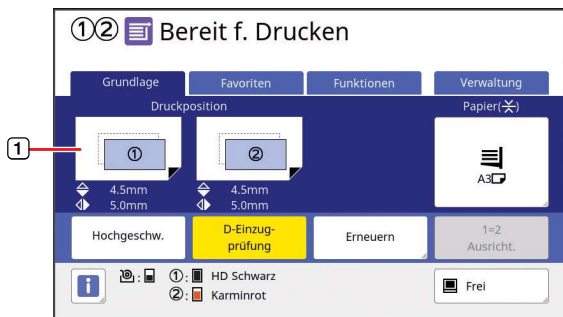 ①② Bereit f. Drucken
Grundlage Favoriten Funktionen Verwaltung
Druckposition Papier( )
1
① ②
A3
4.5mm 4.5mm
5.0mm 5.0mm
Hochgeschw. D-Einzug-prüfung Erneuern 1=2 Ausricht.
: ①: HD Schwarz
②: Karminrot
i
Frei